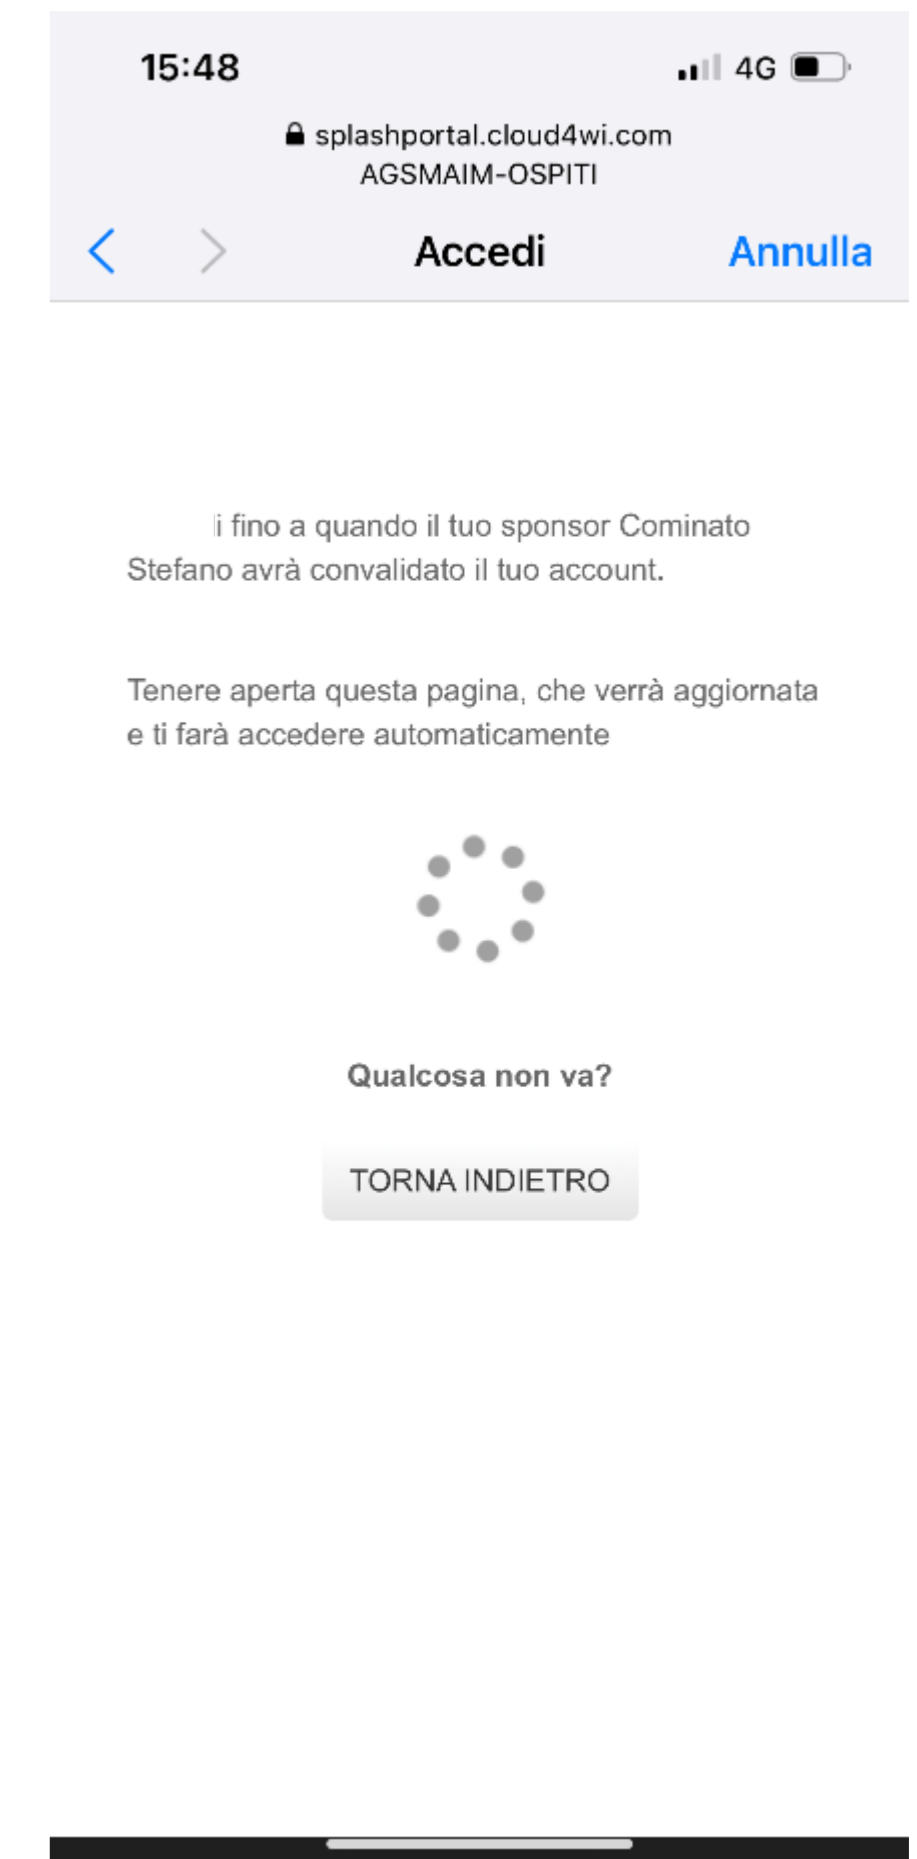 15:48
4G
splashportal.cloud4wi.com
AGSMAIM-OSPITI
Accedi
Annulla
fino a quando il tuo sponsor Cominato
Stefano avrà convalidato il tuo account.
Tenere aperta questa pagina, che verrà aggiornata
e ti farà accedere automaticamente
Qualcosa non va?
TORNA INDIETRO